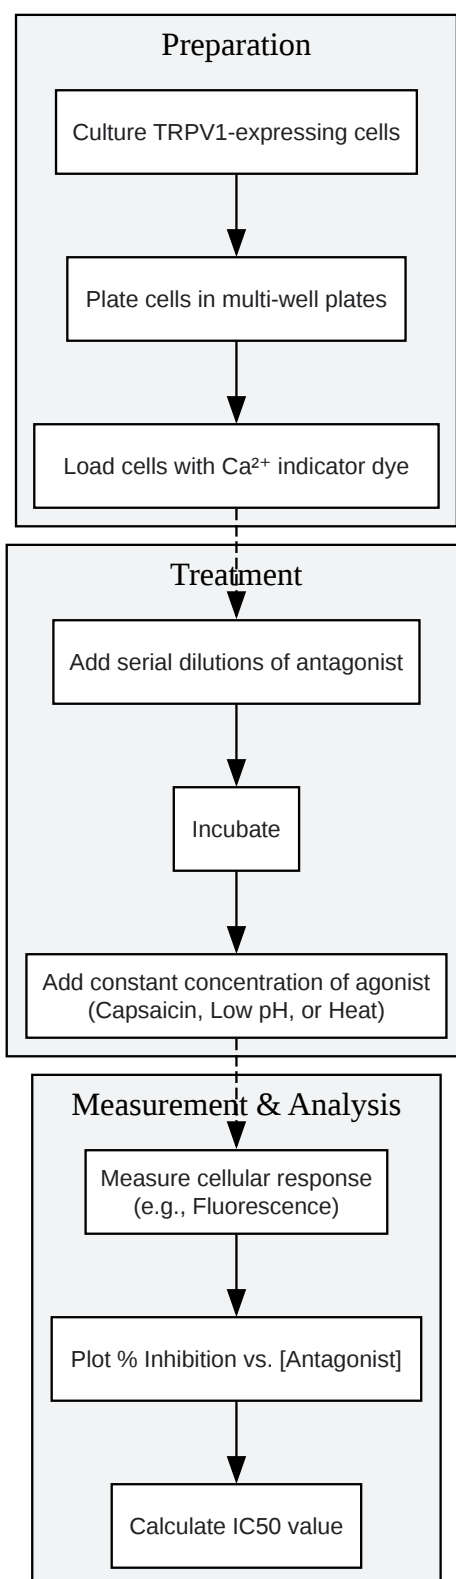 Preparation
Culture TRPV1-expressing cells
Plate cells in multi-well plates
Load cells with Ca²⁺ indicator dye
Treatment
Add serial dilutions of antagonist
Incubate
Add constant concentration of agonist
(Capsaicin, Low pH, or Heat)
Measurement & Analysis
Measure cellular response
(e.g., Fluorescence)
Plot % Inhibition vs. [Antagonist]
Calculate IC50 value